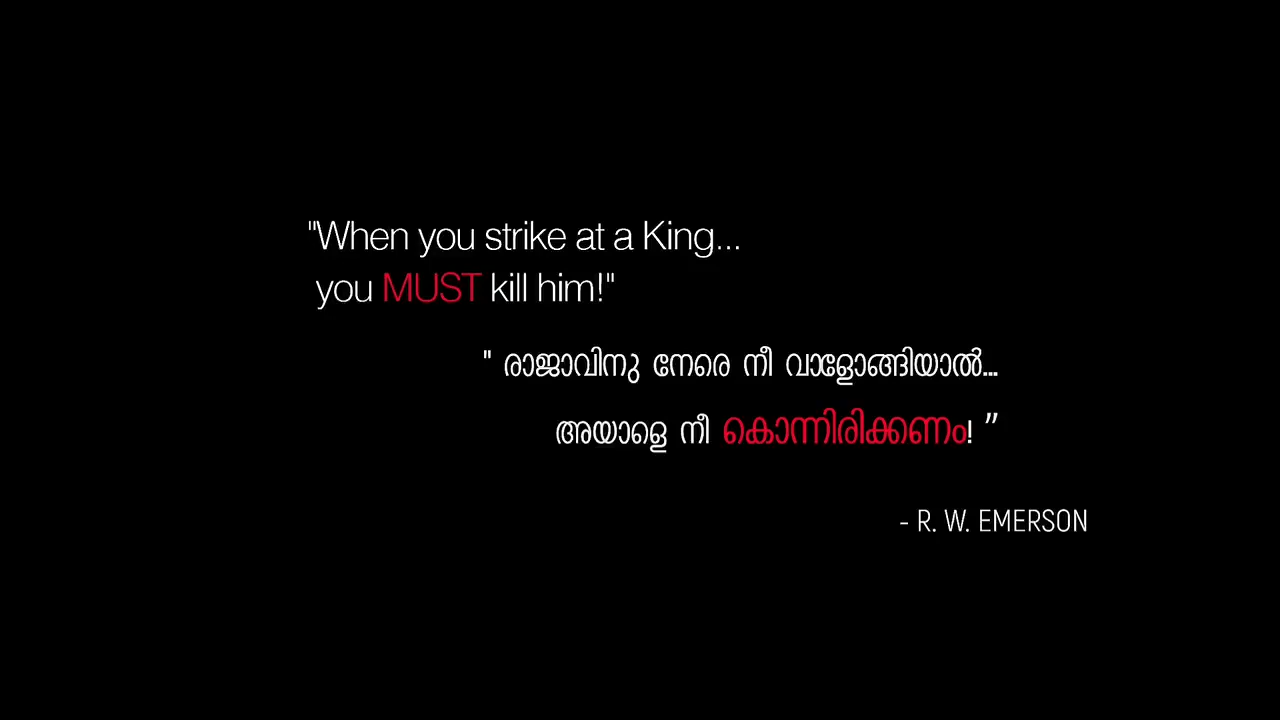 "When you strike at a King...
you MUST kill him!"
" രാജാവിനു നേരെ നീ വാളോങ്ങിയാൽ...
അയാളെ നീ കൊന്നിരിക്കണം! ”
- R. W. EMERSON